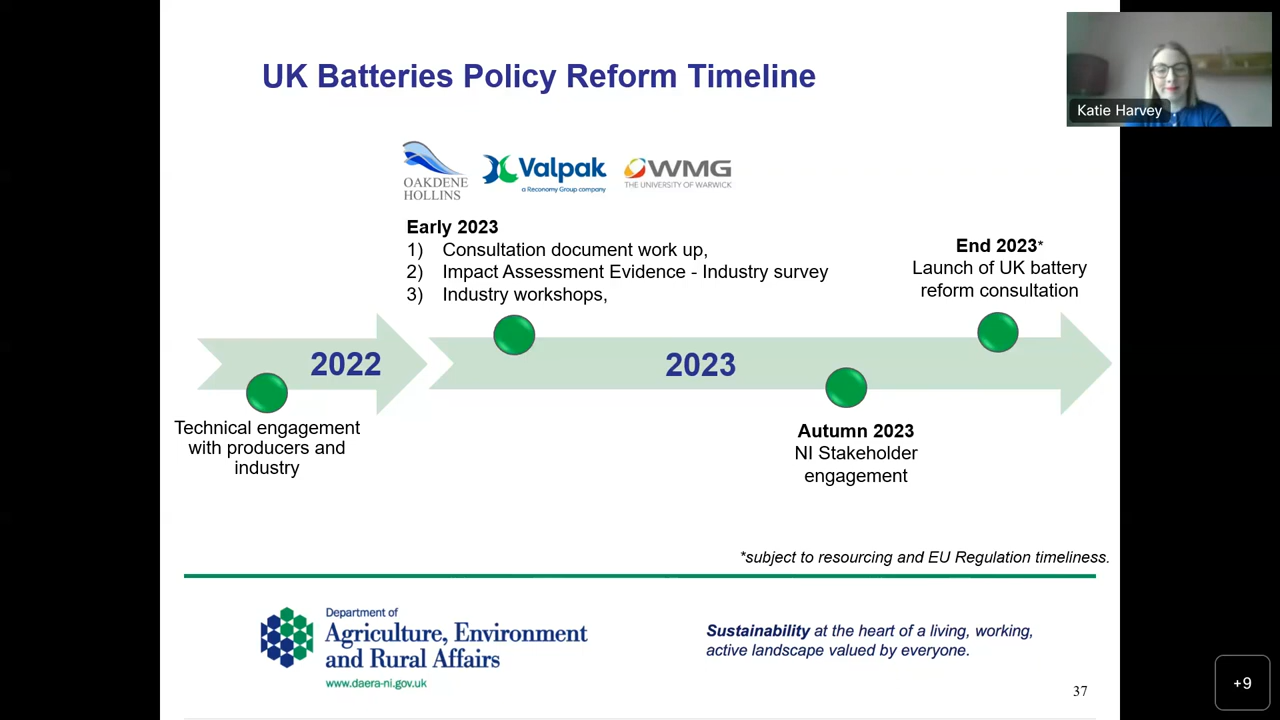 UK Batteries Policy Reform Timeline
Katie Harvey
OAKDENE
HOLLINS
Valpak
a Reconomy Group company
WMG
THE UNIVERSITY OF WARWICK
Early 2023
1) Consultation document work up,
2) Impact Assessment Evidence - Industry survey
3) Industry workshops,
End 2023*
Launch of UK battery
reform consultation
2022
2023
Technical engagement
with producers and
industry
Autumn 2023
NI Stakeholder
engagement
*subject to resourcing and EU Regulation timeliness.
Department of
Agriculture, Environment
and Rural Affairs
www.daera-ni.gov.uk
Sustainability at the heart of a living, working,
active landscape valued by everyone.
37
+9